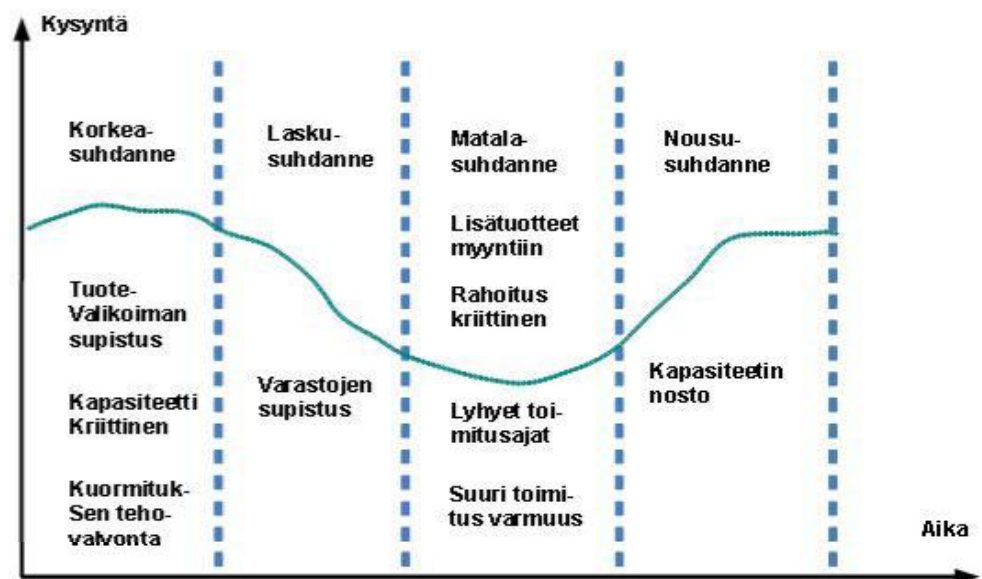 Kysyntä
Korkea-
suhdanne
Lasku-
suhdanne
Matala-
suhdanne
Nousu-
suhdanne
Lisätuotteet
myyntiin
Tuote-
Valikoiman
supistus
Rahoitus
kriittinen
Varastojen
supistus
Kapasiteetin
nosto
Kapasiteetti
Kriittinen
Lyhyet toi-
mitusajat
Kuormituk-
Sen teho-
valvonta
Suuri toimi-
tus varmuus
Aika